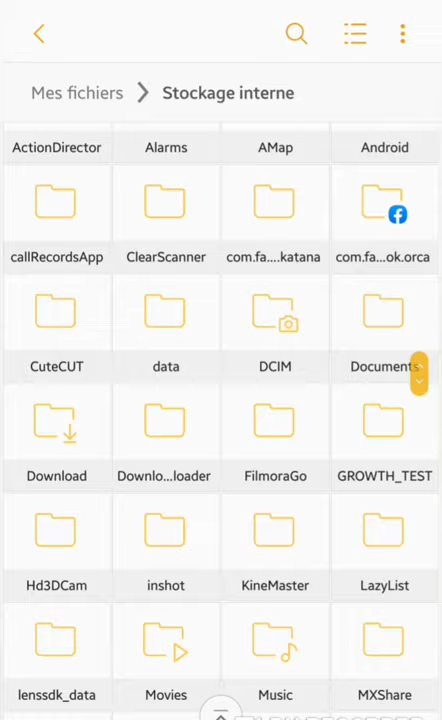 Mes fichiers > Stockage interne
ActionDirector Alarms AMap Android
callRecordsApp ClearScanner com.fa....katana com.fa...ok.orca
CuteCUT data DCIM Documents
Download Downlo...loader FilmoraGo GROWTH_TEST
Hd3DCam inshot KineMaster LazyList
lenssdk_data Movies Music MXShare